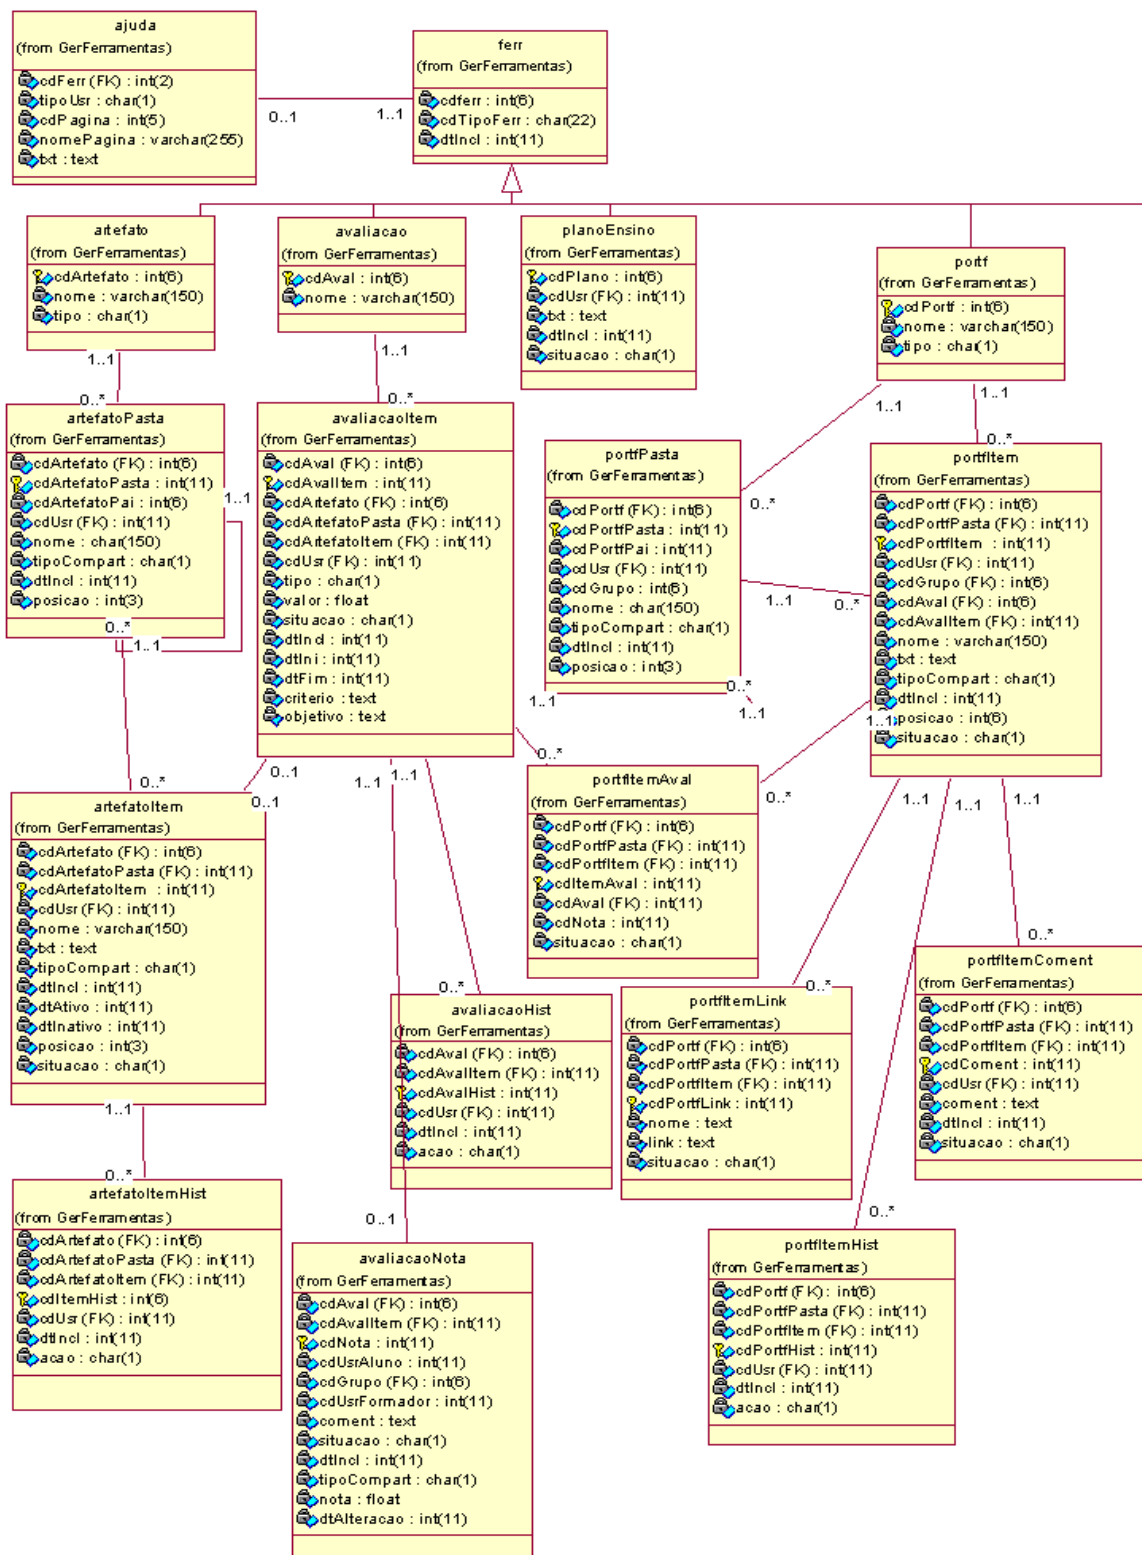 ajuda
(from GerFerramentas)
cdFerr (FK) : int(2)
tipoUsr : char(1)
cdPagina : int(5)
nomePagina : varchar(255)
txt : text
0..1
1..1
ferr
(from GerFerramentas)
cdferr : int(6)
cdTipoFerr : char(22)
dtIncl : int(11)
artefato
(from GerFerramentas)
cdArtefato : int(6)
nome : varchar(150)
tipo : char(1)
avaliacao
(from GerFerramentas)
cdAval : int(6)
nome : varchar(150)
planoEnsino
(from GerFerramentas)
cdPlano : int(6)
cdUsr (FK) : int(11)
txt : text
dtIncl : int(11)
situacao : char(1)
portf
(from GerFerramentas)
cdPortf : int(6)
nome : varchar(150)
tipo : char(1)
1..1
0..*
1..1
0..*
1..1
0..*
1..1
0..*
artefatoPasta
(from GerFerramentas)
cdArtefato (FK) : int(6)
cdArtefatoPasta : int(11)
cdArtefatoPai : int(6)
cdUsr (FK) : int(11)
nome : char(150)
tipoCompart : char(1)
dtIncl : int(11)
posicao : int(3)
1..1
0..*
1..1
0..*
avaliacaoItem
(from GerFerramentas)
cdAval (FK) : int(6)
cdAvalItem : int(11)
cdArtefato (FK) : int(6)
cdArtefatoPasta (FK) : int(11)
cdArtefatoItem (FK) : int(11)
cdUsr (FK) : int(11)
tipo : char(1)
valor : float
situacao : char(1)
dtIncl : int(11)
dtIni : int(11)
dtFim : int(11)
criterio : text
objetivo : text
0..1
0..1
1..1
1..1
0..*
portfPasta
(from GerFerramentas)
cdPortf (FK) : int(6)
cdPortfPasta : int(11)
cdPortfPai : int(11)
cdUsr (FK) : int(11)
cdGrupo : int(6)
nome : char(150)
tipoCompart : char(1)
dtIncl : int(11)
posicao : int(3)
1..1
0..*
1..1
0..*
1..1
portfItem
(from GerFerramentas)
cdPortf (FK) : int(6)
cdPortfPasta (FK) : int(11)
cdPortfItem : int(11)
cdUsr (FK) : int(11)
cdGrupo (FK) : int(6)
cdAval (FK) : int(6)
cdAvalItem (FK) : int(11)
nome : varchar(150)
txt : text
tipoCompart : char(1)
dtIncl : int(11)
posicao : int(6)
situacao : char(1)
1..1
0..*
1..1
1..1
1..1
artefatoItem
(from GerFerramentas)
cdArtefato (FK) : int(6)
cdArtefatoPasta (FK) : int(11)
cdArtefatoItem : int(11)
cdUsr (FK) : int(11)
nome : varchar(150)
txt : text
tipoCompart : char(1)
dtIncl : int(11)
dtAtivo : int(11)
dtInativo : int(11)
posicao : int(3)
situacao : char(1)
1..1
0..*
portfItemAval
(from GerFerramentas)
cdPortf (FK) : int(6)
cdPortfPasta (FK) : int(11)
cdPortfItem (FK) : int(11)
cdItemAval : int(11)
cdAval (FK) : int(11)
cdNota : int(11)
situacao : char(1)
0..*
avaliacaoHist
(from GerFerramentas)
cdAval (FK) : int(6)
cdAvalItem (FK) : int(11)
cdAvalHist : int(11)
cdUsr (FK) : int(11)
dtIncl : int(11)
acao : char(1)
0..*
portfItemLink
(from GerFerramentas)
cdPortf (FK) : int(6)
cdPortfPasta (FK) : int(11)
cdPortfItem (FK) : int(11)
cdPortfLink : int(11)
nome : text
link : text
situacao : char(1)
0..*
portfItemComent
(from GerFerramentas)
cdPortf (FK) : int(6)
cdPortfPasta (FK) : int(11)
cdPortfItem (FK) : int(11)
cdComent : int(11)
cdUsr (FK) : int(11)
coment : text
dtIncl : int(11)
situacao : char(1)
artefatoItemHist
(from GerFerramentas)
cdArtefato (FK) : int(6)
cdArtefatoPasta (FK) : int(11)
cdArtefatoItem (FK) : int(11)
cdItemHist : int(6)
cdUsr (FK) : int(11)
dtIncl : int(11)
acao : char(1)
0..1
avaliacaoNota
(from GerFerramentas)
cdAval (FK) : int(6)
cdAvalItem (FK) : int(11)
cdNota : int(11)
cdUsrAluno : int(11)
cdGrupo (FK) : int(6)
cdUsrFormador : int(11)
coment : text
situacao : char(1)
dtIncl : int(11)
tipoCompart : char(1)
nota : float
dtAlteracao : int(11)
0..*
portfItemHist
(from GerFerramentas)
cdPortf (FK) : int(6)
cdPortfPasta (FK) : int(11)
cdPortfItem (FK) : int(11)
cdPortfHist : int(11)
cdUsr (FK) : int(11)
dtIncl : int(11)
acao : char(1)